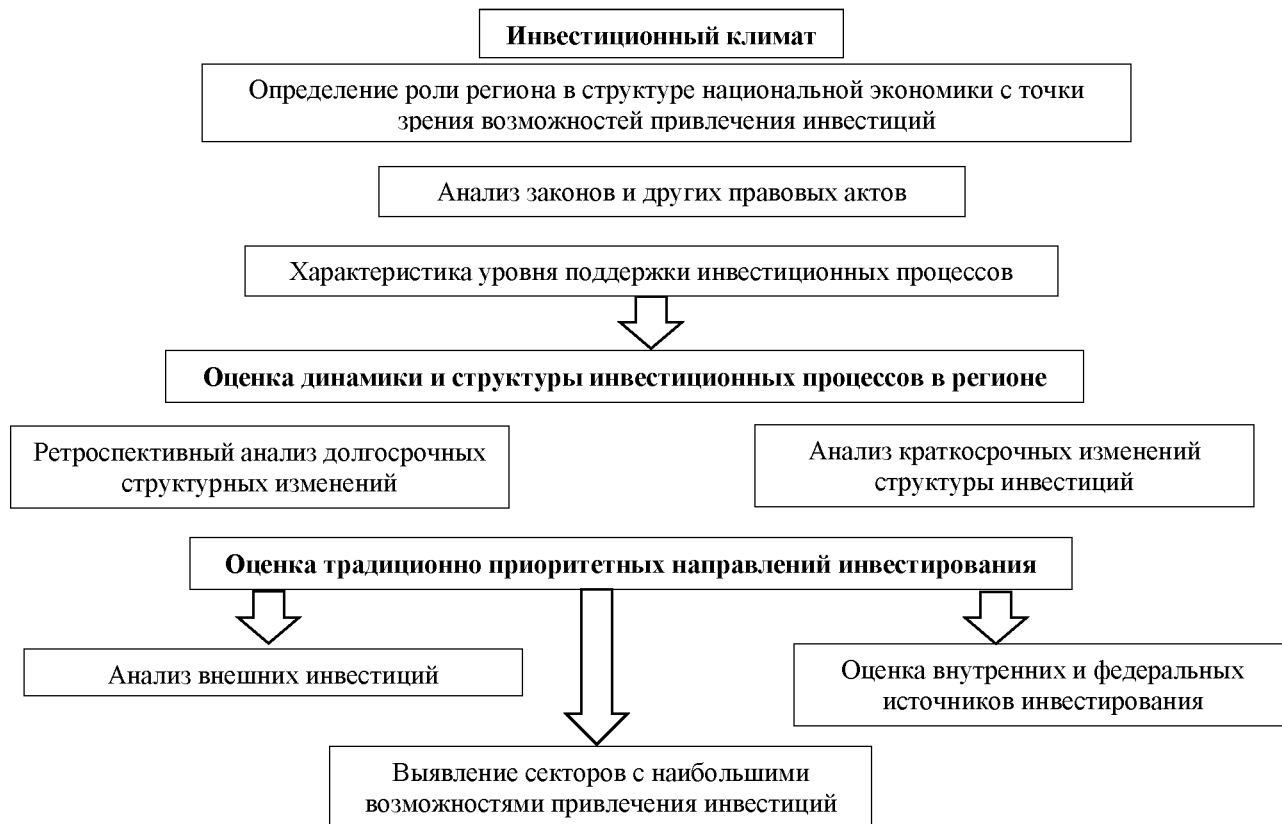 Инвестиционный климат
Определение роли региона в структуре национальной экономики с точки
зрения возможностей привлечения инвестиций
Анализ законов и других правовых актов
Характеристика уровня поддержки инвестиционных процессов
Оценка динамики и структуры инвестиционных процессов в регионе
Ретроспективный анализ долгосрочных
структурных изменений
Анализ краткосрочных изменений
структуры инвестиций
Оценка традиционно приоритетных направлений инвестирования
Анализ внешних инвестиций
Оценка внутренних и федеральных
источников инвестирования
Выявление секторов с наибольшими
возможностями привлечения инвестиций